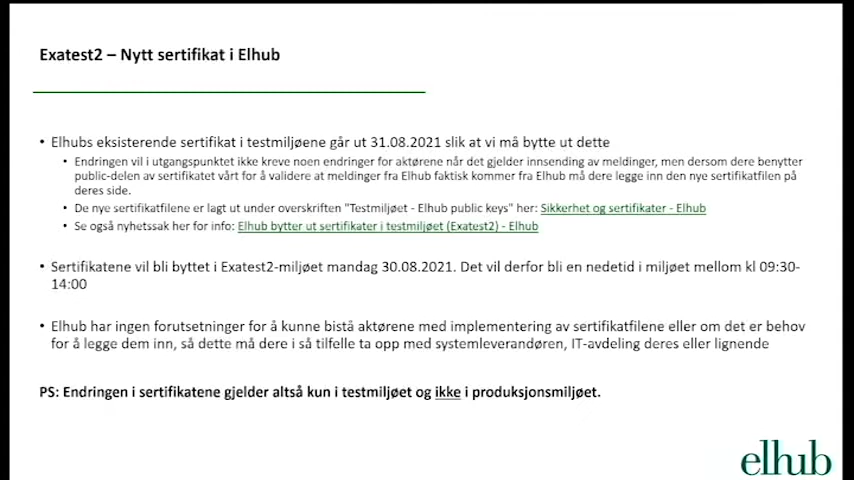 Exatest2 – Nytt sertifikat i Elhub
• Elhubs eksisterende sertifikat i testmiljøene går ut 31.08.2021 slik at vi må bytte ut dette
• Endringen vil i utgangspunktet ikke kreve noen endringer for aktørene når det gjelder innsending av meldinger, men dersom dere benytter
public-delen av sertifikatet vårt for å validere at meldinger fra Elhub faktisk kommer fra Elhub må dere legge inn den nye sertifikatfilen på
deres side.
• De nye sertifikatfilene er lagt ut under overskriften "Testmiljøet - Elhub public keys" her: Sikkerhet og sertifikater - Elhub
• Se også nyhetssak her for info: Elhub bytter ut sertifikater i testmiljøet (Exatest2) - Elhub
• Sertifikatene vil bli byttet i Exatest2-miljøet mandag 30.08.2021. Det vil derfor bli en nedetid i miljøet mellom kl 09:30-
14:00
• Elhub har ingen forutsetninger for å kunne bistå aktørene med implementering av sertifikatfilene eller om det er behov
for å legge dem inn, så dette må dere i så tilfelle ta opp med systemleverandøren, IT-avdeling deres eller lignende
PS: Endringen i sertifikatene gjelder altså kun i testmiljøet og ikke i produksjonsmiljøet.
elhub